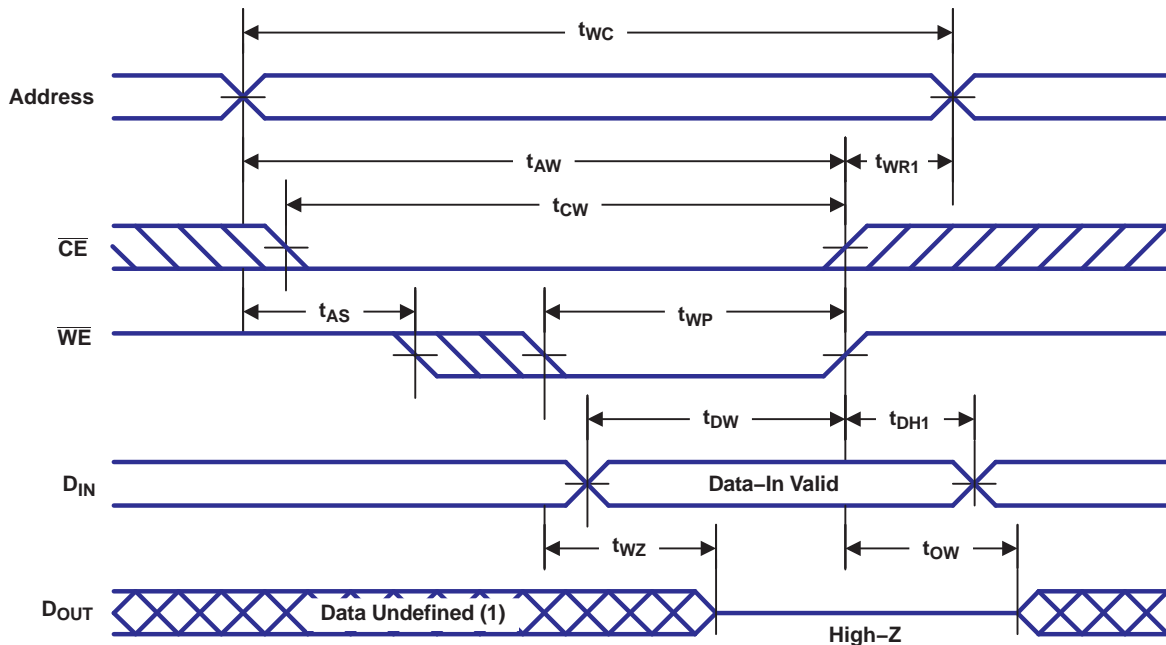 tWC
Address
tAW
tWR1
tCW
CE
tAS
tWP
WE
tDW
tDH1
DIN
Data–In Valid
tWZ
tOW
DOUT
Data Undefined (1)
High–Z